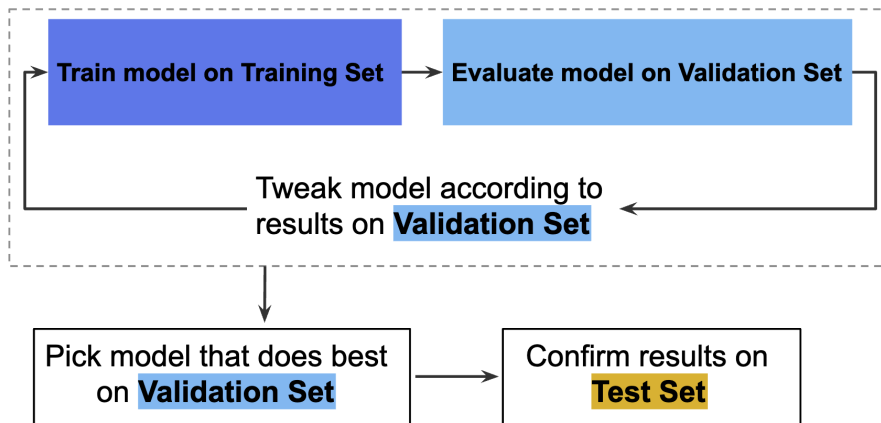 Train model on Training Set
Evaluate model on Validation Set
Tweak model according to
results on Validation Set
Pick model that does best
on Validation Set
Confirm results on
Test Set